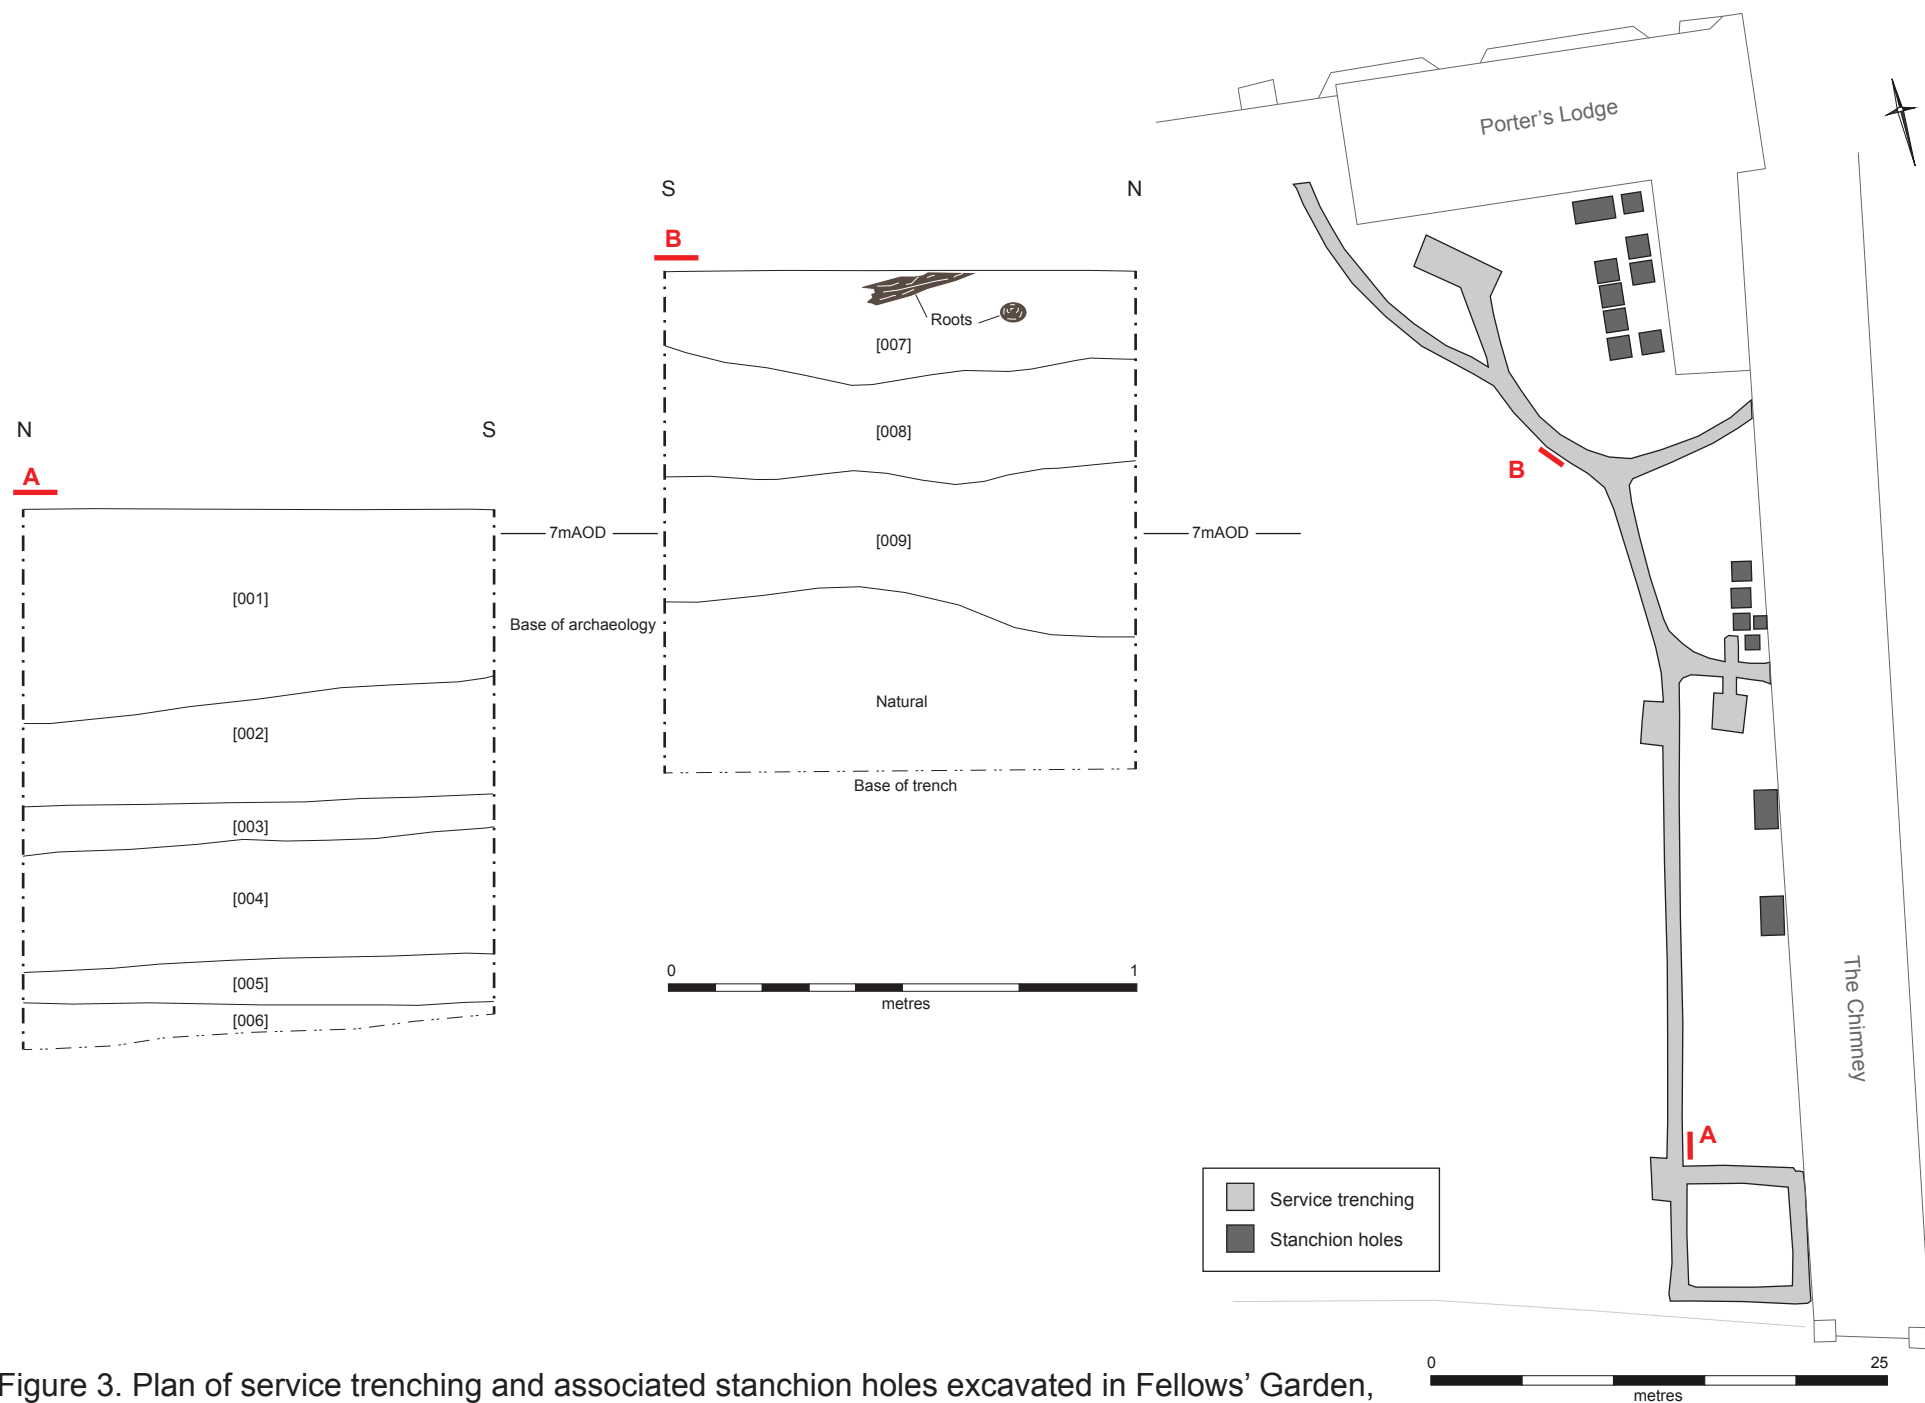 Porter's Lodge
S
N
B
Roots
[007]
[008]
[009]
Natural
Base of trench
N
S
A
7mAOD
7mAOD
Base of archaeology
[001]
[002]
[003]
[004]
[005]
[006]
0
1
metres
B
A
The Chimney
Service trenching
Stanchion holes
0
25
metres
Figure 3. Plan of service trenching and associated stanchion holes excavated in Fellows' Garden,